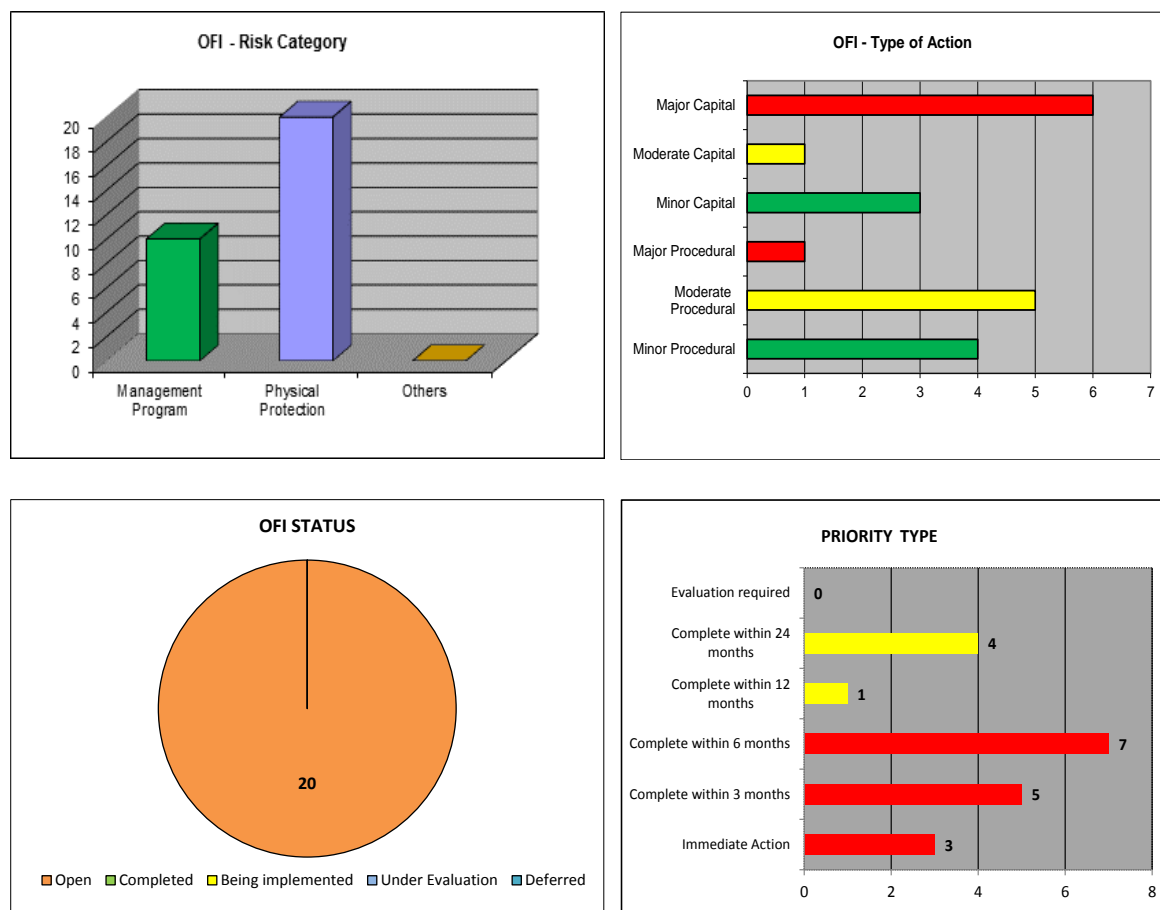 OFI - Risk Category
20
18
16
14
12
10
8
6
4
2
0
Management
Program
Physical
Protection
Others
OFI - Type of Action
Major Capital
Moderate Capital
Minor Capital
Major Procedural
Moderate
Procedural
Minor Procedural
0 1 2 3 4 5 6 7
OFI STATUS
20
Open Completed Being implemented Under Evaluation Deferred
PRIORITY TYPE
Evaluation required
0
Complete within 24
months
4
Complete within 12
months
1
Complete within 6 months
7
Complete within 3 months
5
Immediate Action
3
0 2 4 6 8